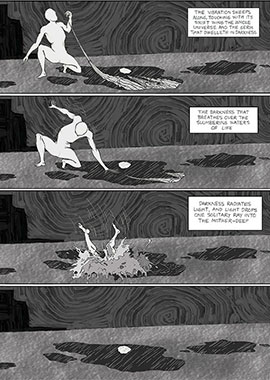 THE VIBRATION SWEEPS
ALONG, TOUCHING WITH ITS
SWIFT WING THE WHOLE
UNIVERSE AND THE GERM
THAT DWELLETH IN DARKNESS
THE DARKNESS THAT
BREATHES OVER THE
SLUMBERING WATERS
OF LIFE
DARKNESS RADIATES
LIGHT, AND LIGHT DROPS
ONE SOLITARY RAY INTO
THE MOTHER-DEEP